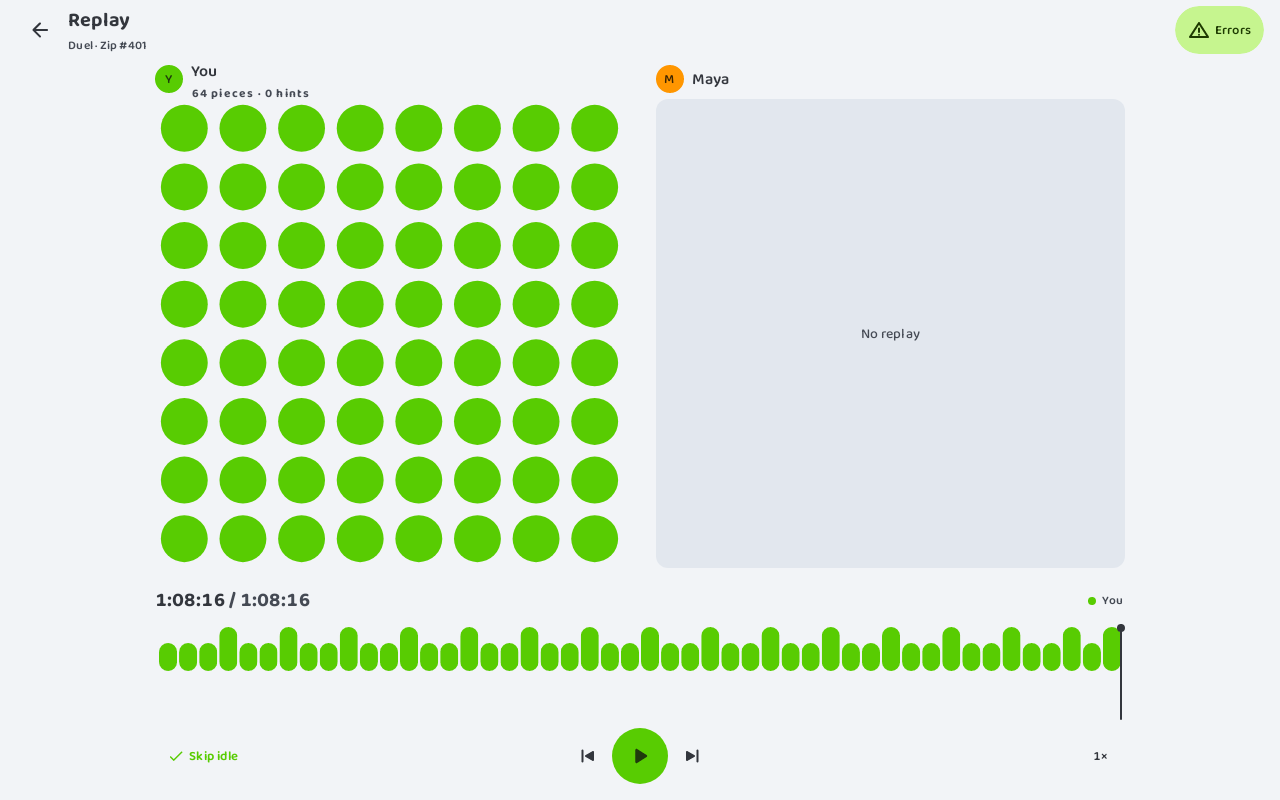 Replay
Duel · Zip #401
Errors
Y
You
64 pieces · 0 hints
M
Maya
No replay
1:08:16 / 1:08:16
You
Skip idle
1×